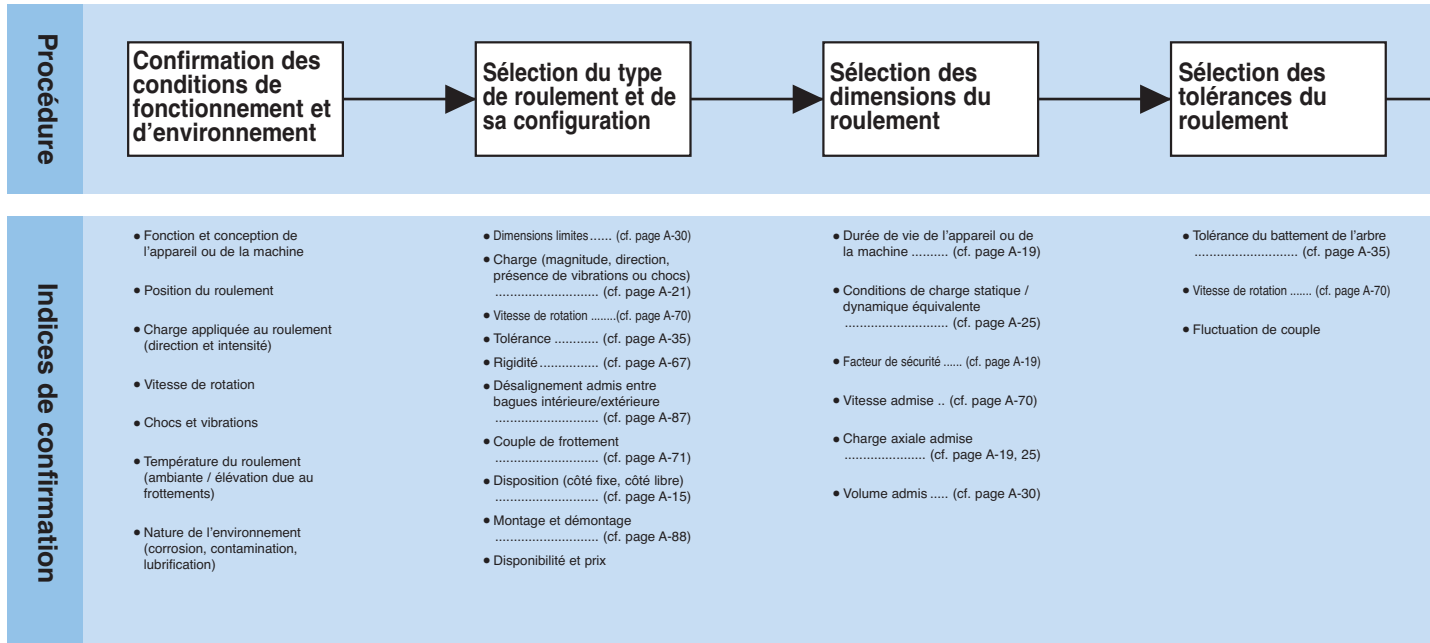 Procédure
Confirmation des
conditions de
fonctionnement et
d'environnement
Sélection du type
de roulement et de
sa configuration
Sélection des
dimensions du
roulement
Sélection des
tolérances du
roulement
Indices de confirmation
● Fonction et conception de
l'appareil ou de la machine
● Position du roulement
● Charge appliquée au roulement
(direction et intensité)
● Vitesse de rotation
● Chocs et vibrations
● Température du roulement
(ambiante / élévation due au
frottements)
● Nature de l'environnement
(corrosion, contamination,
lubrification)
● Dimensions limites...... (cf. page A-30)
● Charge (magnitude, direction,
présence de vibrations ou chocs)
........................... (cf. page A-21)
● Vitesse de rotation ........(cf. page A-70)
● Tolérance ............ (cf. page A-35)
● Rigidité................ (cf. page A-67)
● Désalignement admis entre
bagues intérieure/extérieure
........................... (cf. page A-87)
● Couple de frottement
........................... (cf. page A-71)
● Disposition (côté fixe, côté libre)
........................... (cf. page A-15)
● Montage et démontage
........................... (cf. page A-88)
● Disponibilité et prix
● Durée de vie de l'appareil ou de
la machine .......... (cf. page A-19)
● Conditions de charge statique /
dynamique équivalente
........................... (cf. page A-25)
● Facteur de sécurité ...... (cf. page A-19)
● Vitesse admise .. (cf. page A-70)
● Charge axiale admise
..................... (cf. page A-19, 25)
● Volume admis ..... (cf. page A-30)
● Tolérance du battement de l'arbre
........................... (cf. page A-35)
● Vitesse de rotation ....... (cf. page A-70)
● Fluctuation de couple